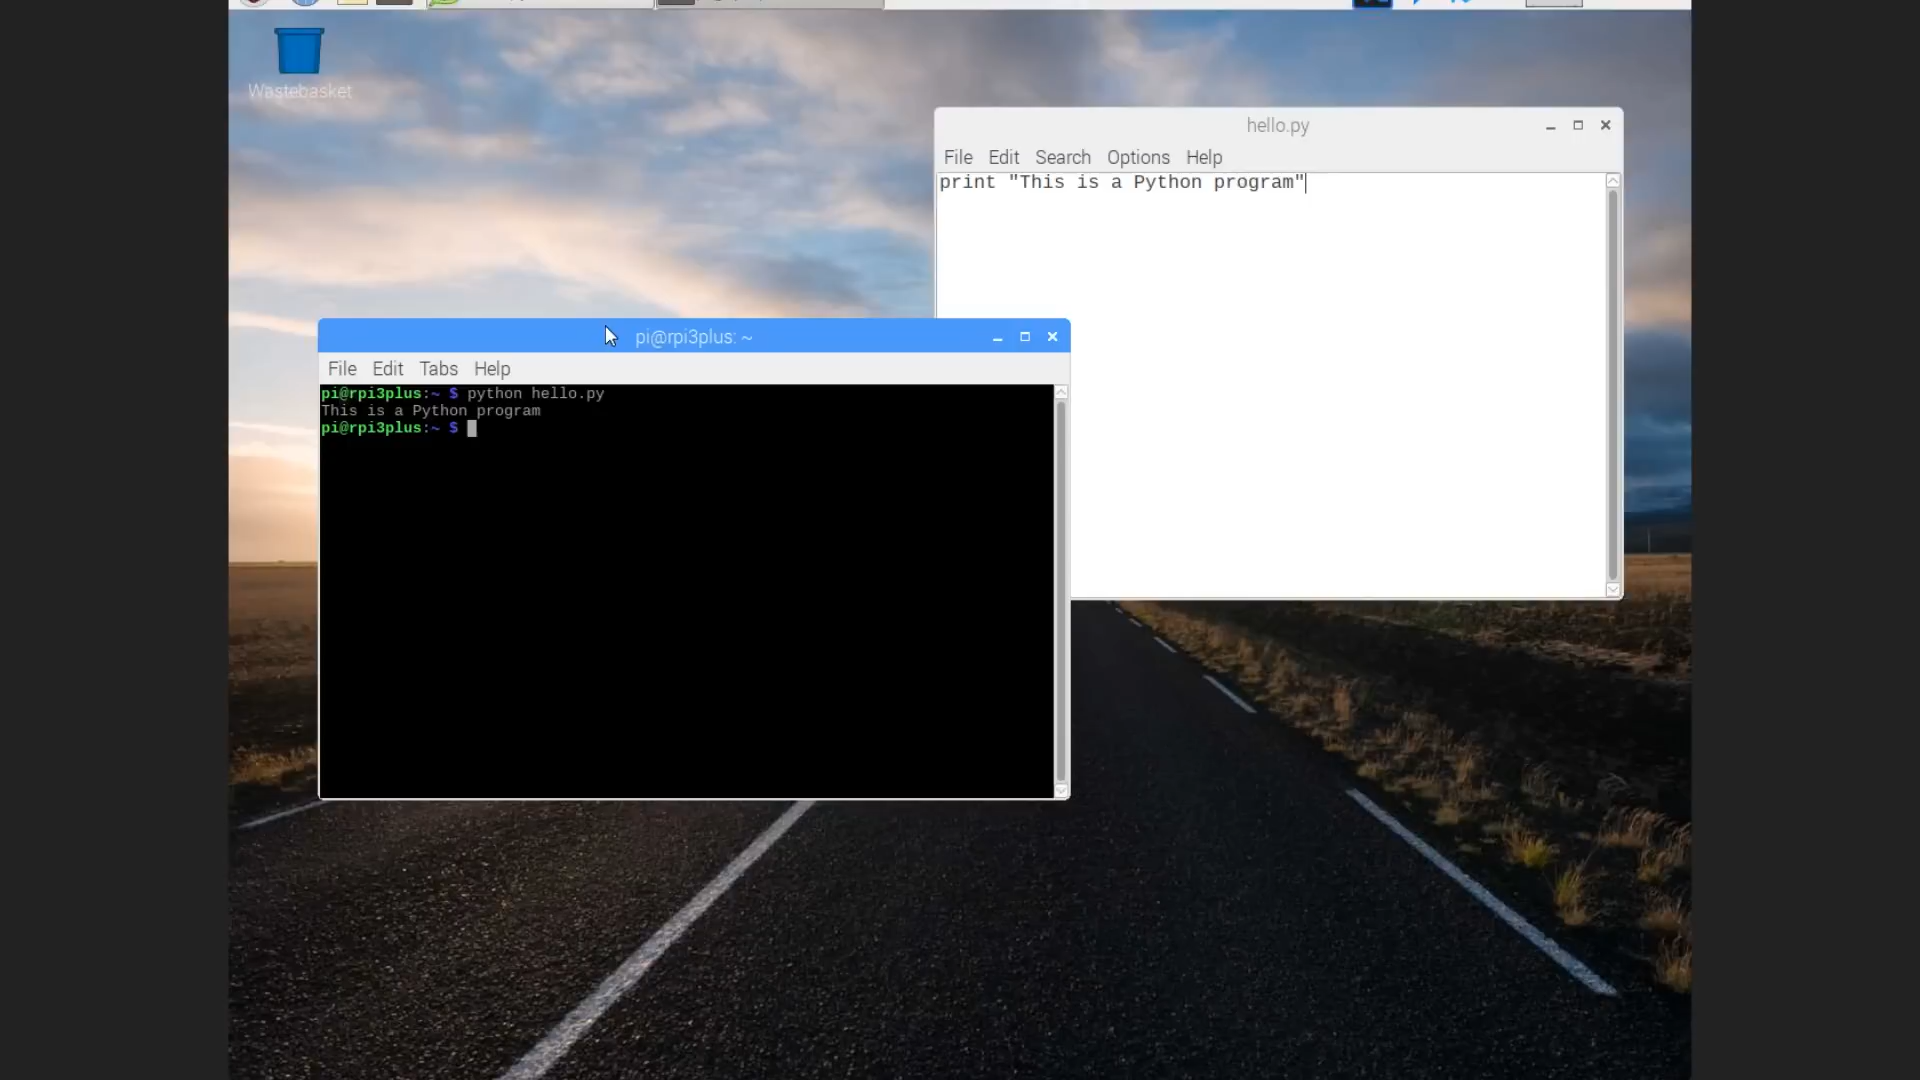 Wastebasket
hello.py
File Edit Search Options Help
print "This is a Python program"
pi@rpi3plus: ~
File Edit Tabs Help
pi@rpi3plus:~ $ python hello.py
This is a Python program
pi@rpi3plus:~ $